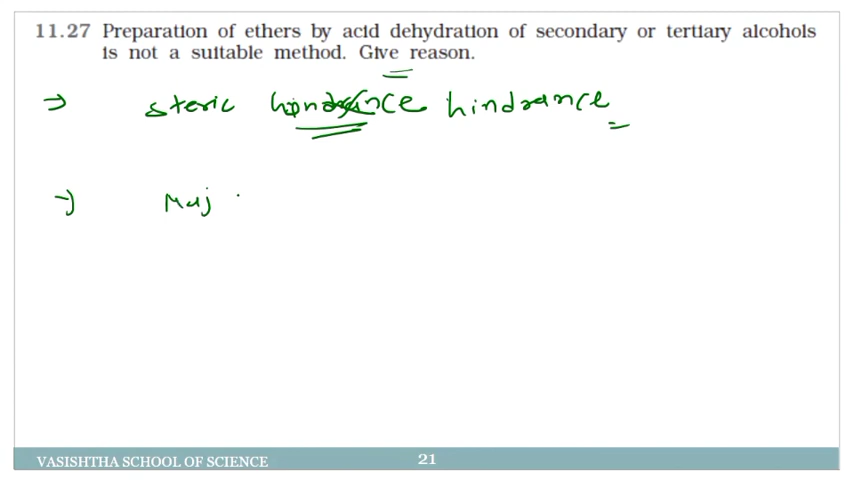 11.27 Preparation of ethers by acid dehydration of secondary or tertiary alcohols
is not a suitable method. Give reason.
⇒ steric hindrance
→ Maj
VASISHTHA SCHOOL OF SCIENCE 21